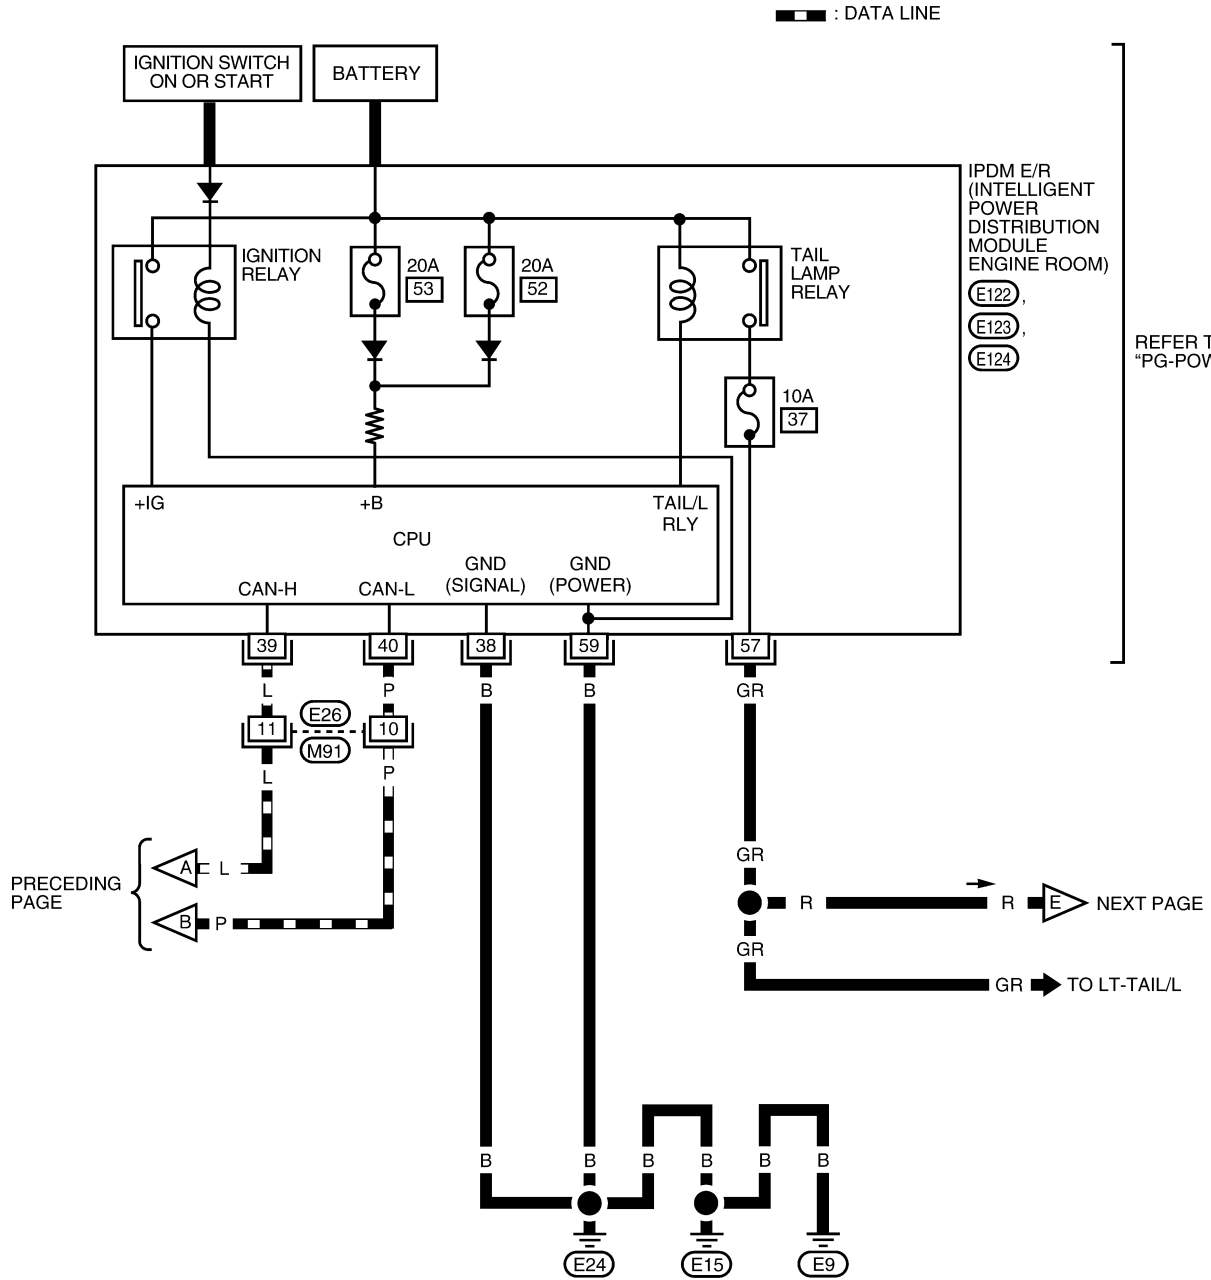 : DATA LINE
IGNITION SWITCH
ON OR START
BATTERY
IPDM E/R
(INTELLIGENT
POWER
DISTRIBUTION
MODULE
ENGINE ROOM)
E122 ,
E123 ,
E124
IGNITION
RELAY
20A
53
20A
52
TAIL
LAMP
RELAY
REFER T
“PG-POW
10A
37
+IG
+B
TAIL/L
RLY
CPU
GND
(SIGNAL)
GND
(POWER)
CAN-H
CAN-L
39
40
38
59
57
L
P
B
B
GR
11
E26
10
M91
L
P
PRECEDING
PAGE
A
L
B
P
GR
R
R
E
NEXT PAGE
GR
GR
TO LT-TAIL/L
B
B
B
B
B
B
E24
E15
E9